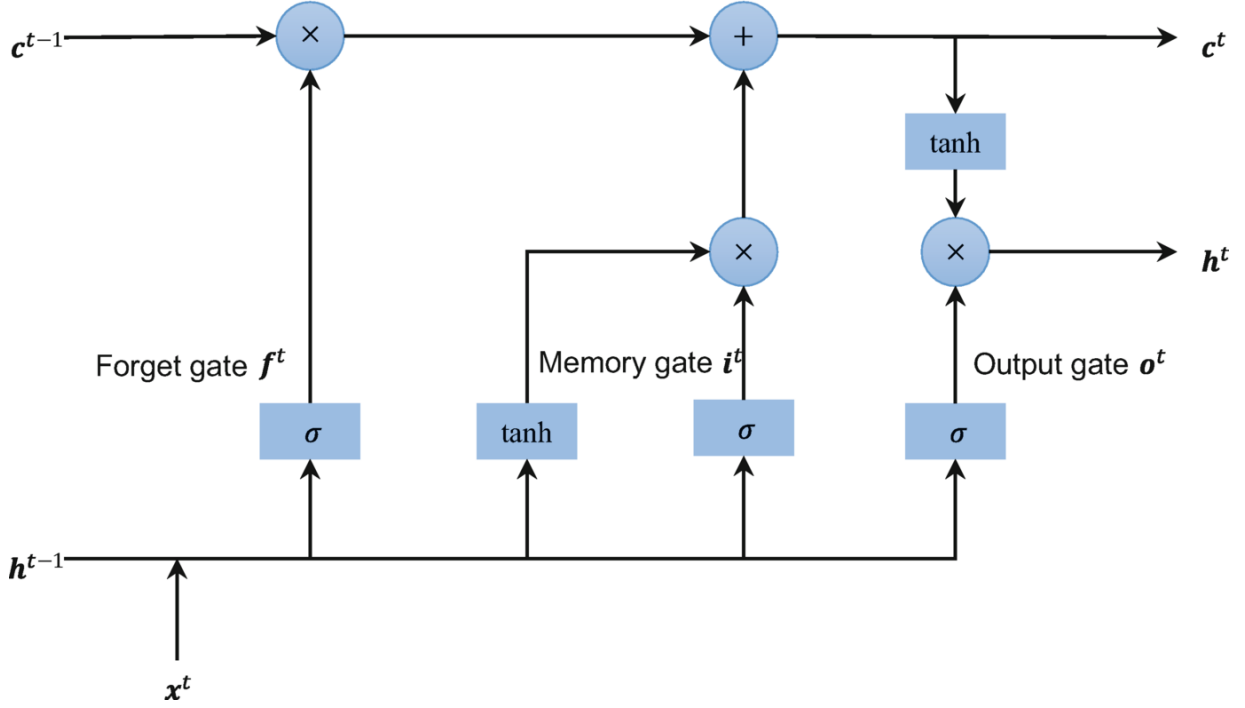 c^{t−1} × + c^t
tanh
× × h^t
Forget gate f^t Memory gate i^t Output gate o^t
σ tanh σ σ
h^{t−1}
x^t